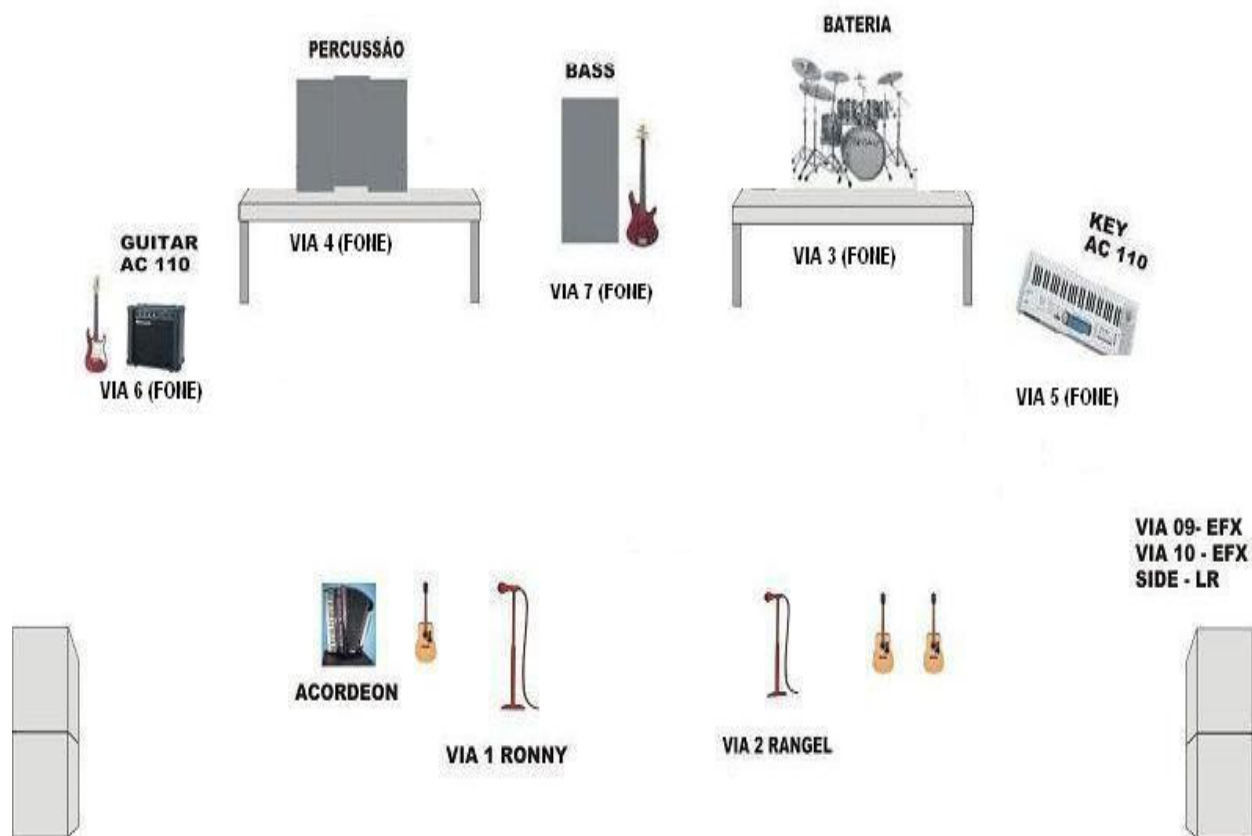 BATERIA
PERCUSSÁO
BASS
VIA 4 (FONE)
VIA 7 (FONE)
VIA 3 (FONE)
KEY
AC 110
GUITAR
AC 110
VIA 6 (FONE)
VIA 5 (FONE)
VIA 09- EFX
VIA 10 - EFX
SIDE - LR
ACORDEON
VIA 1 RONNY
VIA 2 RANGEL